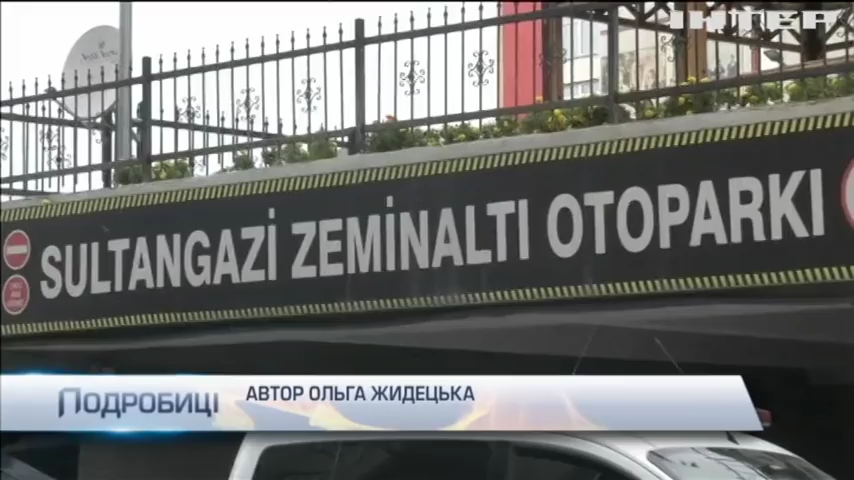 ІНТЕР
SULTANGAZİ ZEMİNALTI OTOPARKI
ПОДРОБИЦІ
АВТОР ОЛЬГА ЖИДЕЦЬКА